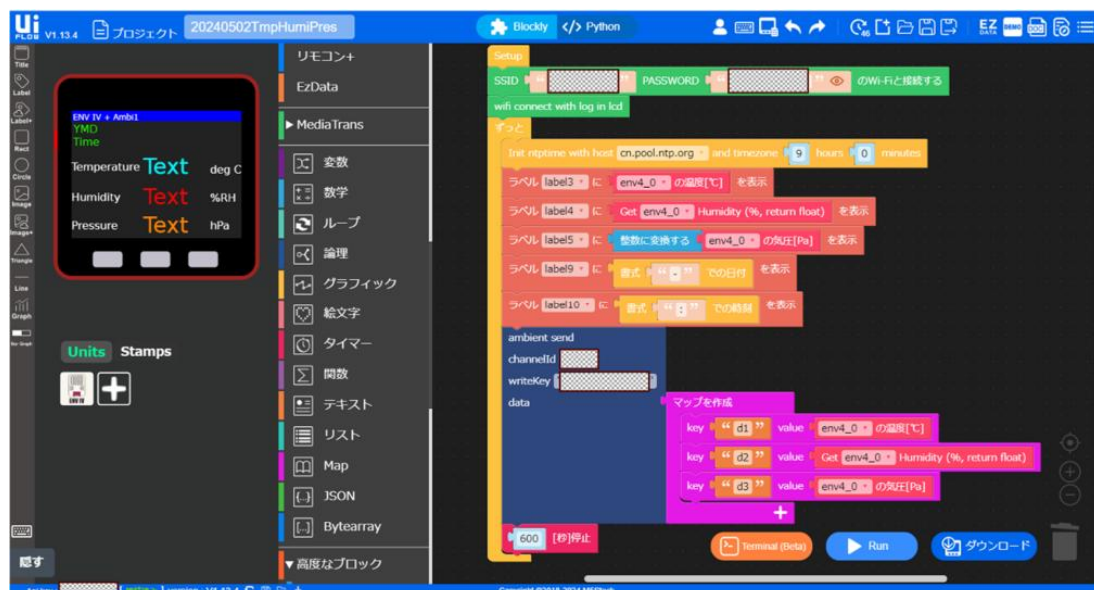 Ui FLOW V1.13.4 プロジェクト 20240502TmpHumiPres Blockly </> Python 46 EZ DATA DEMO DOC
Title
Label
Label+
Rect
Circle
Image
Image+
Triangle
Line
Graph
ENV IV + Ambi1
YMD
Time
Temperature Text deg C
Humidity Text %RH
Pressure Text hPa
Units Stamps
ENV IV
隠す
リモコン+
EzData
MediaTrans
変数
数学
ループ
論理
グラフィック
絵文字
タイマー
関数
テキスト
リスト
Map
JSON
Bytearray
高度なブロック
Setup
SSID “ ” PASSWORD “ ” のWi-Fiと接続する
wifi connect with log in lcd
ずっと
Init ntptime with host cn.pool.ntp.org and timezone 9 hours 0 minutes
ラベル label3 に env4_0 の温度[℃] を表示
ラベル label4 に Get env4_0 Humidity (%, return float) を表示
ラベル label5 に 整数に変換する env4_0 の気圧[Pa] を表示
ラベル label9 に 書式 “ - ” での日付 を表示
ラベル label10 に 書式 “ : ” での時刻 を表示
ambient send
channelId
writeKey
data マップを作成
key “ d1 ” value env4_0 の温度[℃]
key “ d2 ” value Get env4_0 Humidity (%, return float)
key “ d3 ” value env4_0 の気圧[Pa]
+
600 [秒]停止
Terminal (Beta) Run ダウンロード